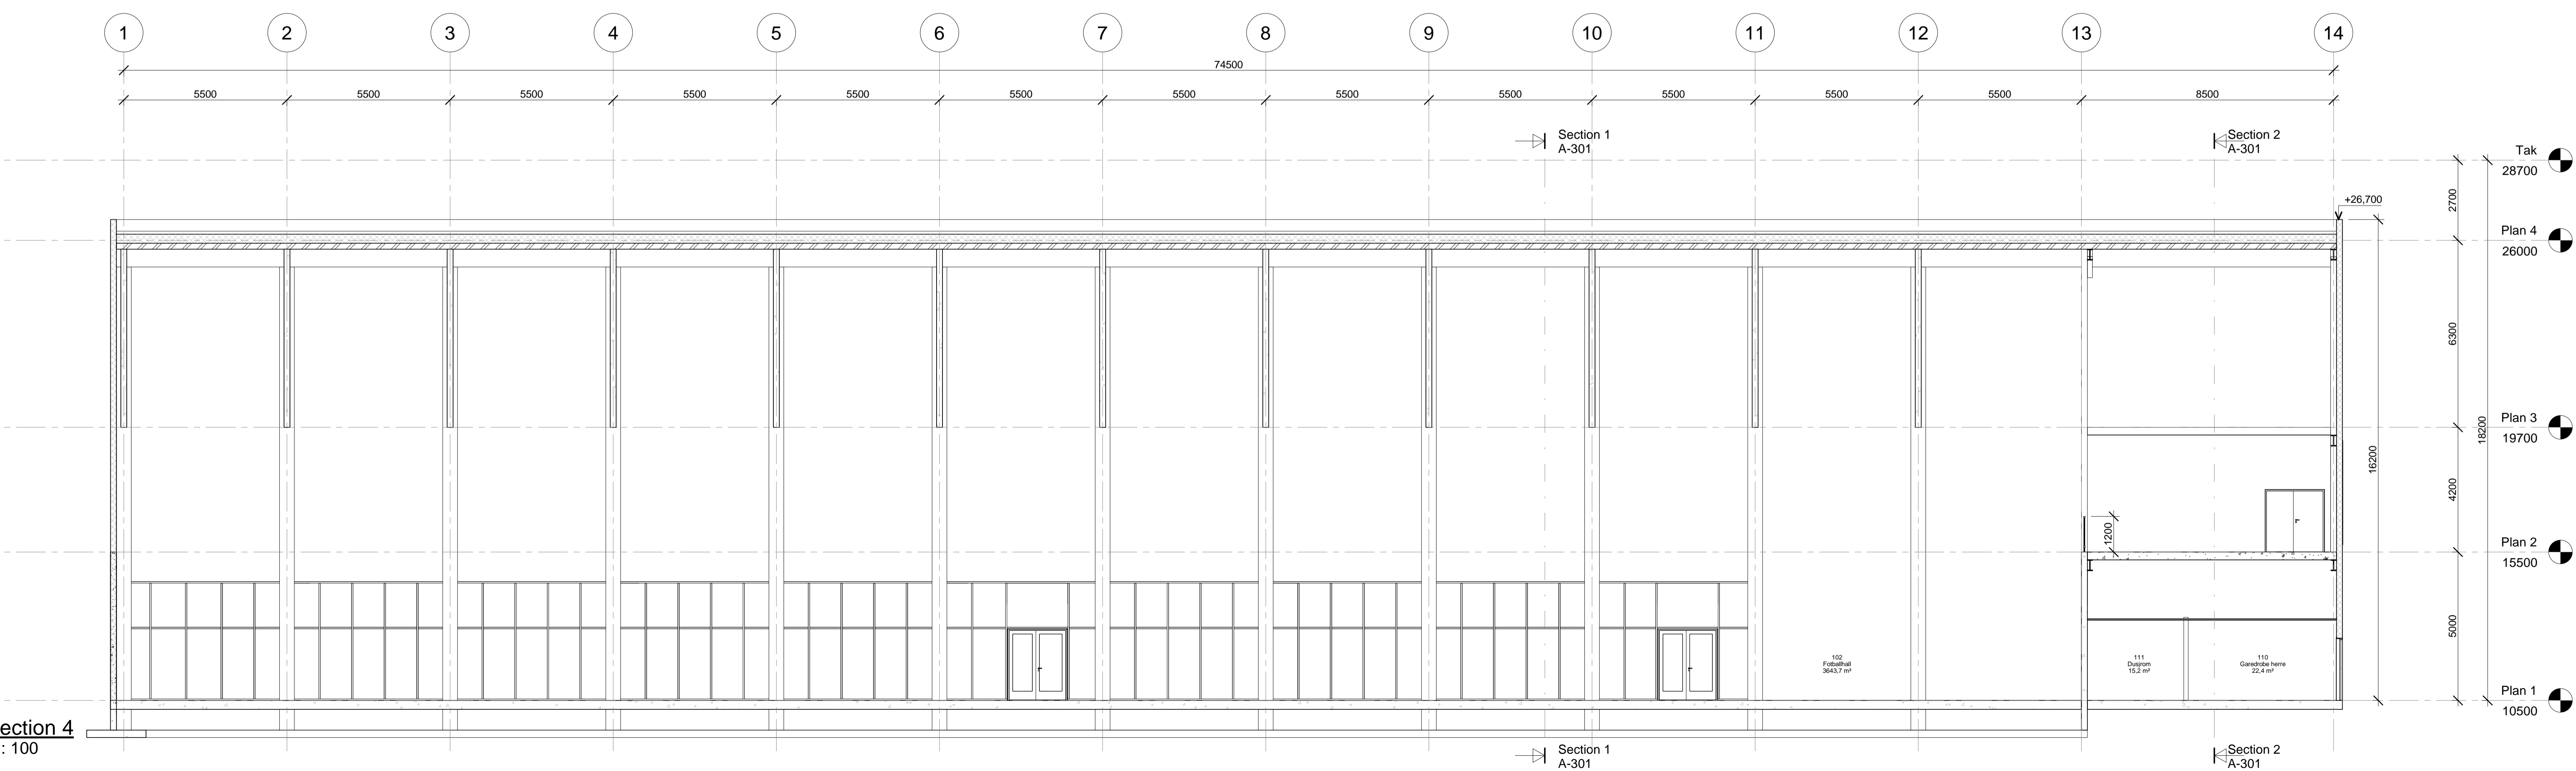 1 2 3 4 5 6 7 8 9 10 11 12 13 14
74500
5500 5500 5500 5500 5500 5500 5500 5500 5500 5500 5500 5500 8500
Section 1
A-301
Section 2
A-301
Tak
28700
2700
+26,700
Plan 4
26000
6300
Plan 3
19700
18200
16200
4200
1200
Plan 2
15500
5000
102
Fotballhall
3643,7 m²
111
Dusjrom
15,2 m²
110
Garedrobe herre
22,4 m²
Plan 1
10500
ection 4
: 100
Section 1
A-301
Section 2
A-301